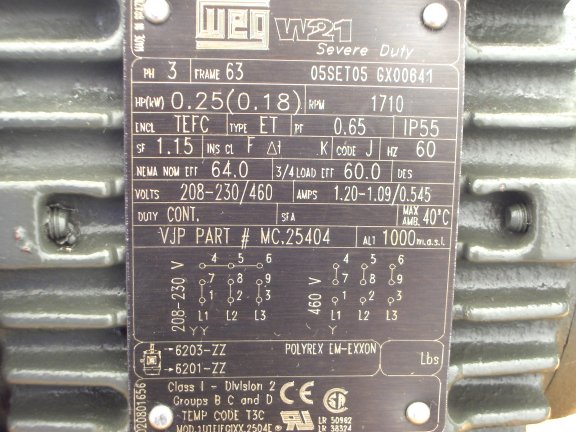 WEG W21
Severe Duty
PH 3 FRAME 63 05SET05 GX00641
HP(kW) 0.25(0.18) RPM 1710
ENCL TEFC TYPE ET PF 0.65 IP55
SF 1.15 INS CL F Δt K CODE J HZ 60
NEMA NOM EFF 64.0 3/4 LOAD EFF 60.0 DES
VOLTS 208-230/460 AMPS 1.20-1.09/0.545
DUTY CONT. SFA MAX AMB. 40°C
VJP PART # MC.25404 ALT 1000 m.a.s.l.
208-230 V 4 5 6 7 8 9 1 2 3 L1 L2 L3
460 V 4 5 6 7 8 9 1 2 3 L1 L2 L3
6203-ZZ POLYREX EM-EXXON Lbs
6201-ZZ
Class I - Division 2
Groups B C and D CE
TEMP CODE T3C
LR 50962
LR 38324